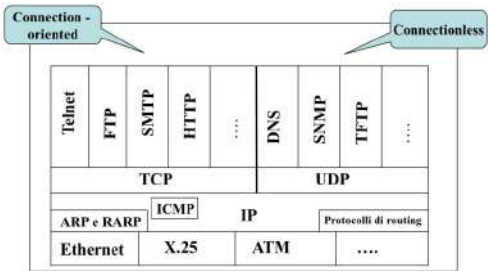 Connection -
oriented
Connectionless
Telnet
FTP
SMTP
HTTP
....
DNS
SNMP
TFTP
....
TCP
UDP
ICMP
IP
ARP e RARP
Protocolli di routing
Ethernet
X.25
ATM
....